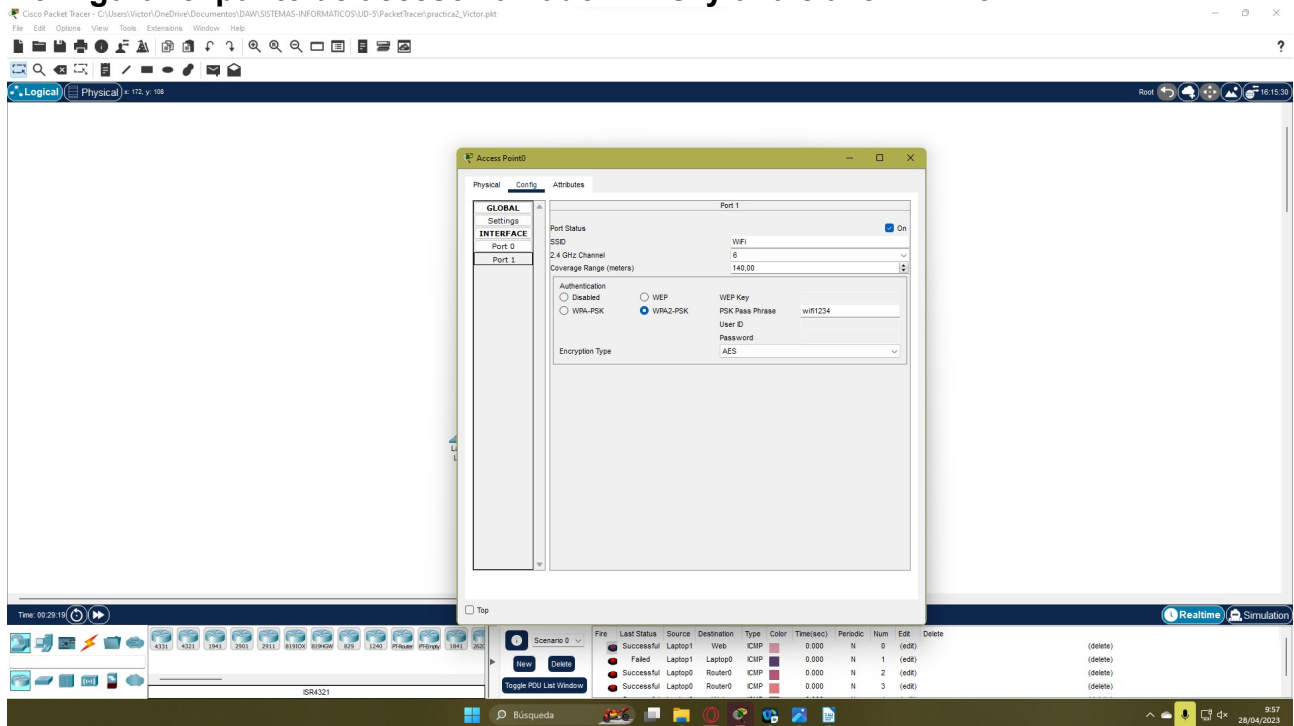 Cisco Packet Tracer - C:\Users\Victor\OneDrive\Documentos\DAW\SISTEMAS-INFORMATICOS\UD-5\PacketTracer\practica2_Victor.pkt
File Edit Options View Tools Extensions Window Help
?
Logical Physical x: 172, y: 108 Root 16:15:30
Access Point0
Physical Config Attributes
GLOBAL
Settings
INTERFACE
Port 0
Port 1
Port 1
Port Status On
SSID WiFi
2.4 GHz Channel 6
Coverage Range (meters) 140,00
Authentication
Disabled WEP WEP Key
WPA-PSK WPA2-PSK PSK Pass Phrase wifi1234
User ID
Password
Encryption Type AES
Top
Time: 00:29:19 Realtime Simulation
4331 4321 1941 2901 2911 819IOX 819HGW 829 1240 PT-Router PT-Empty 1841
ISR4321
Scenario 0
New Delete
Toggle PDU List Window
Fire Last Status Source Destination Type Color Time(sec) Periodic Num Edit Delete
Successful Laptop1 Web ICMP 0.000 N 0 (edit) (delete)
Failed Laptop1 Laptop0 ICMP 0.000 N 1 (edit) (delete)
Successful Laptop0 Router0 ICMP 0.000 N 2 (edit) (delete)
Successful Laptop0 Router0 ICMP 0.000 N 3 (edit) (delete)
Búsqueda
9:57
28/04/2023